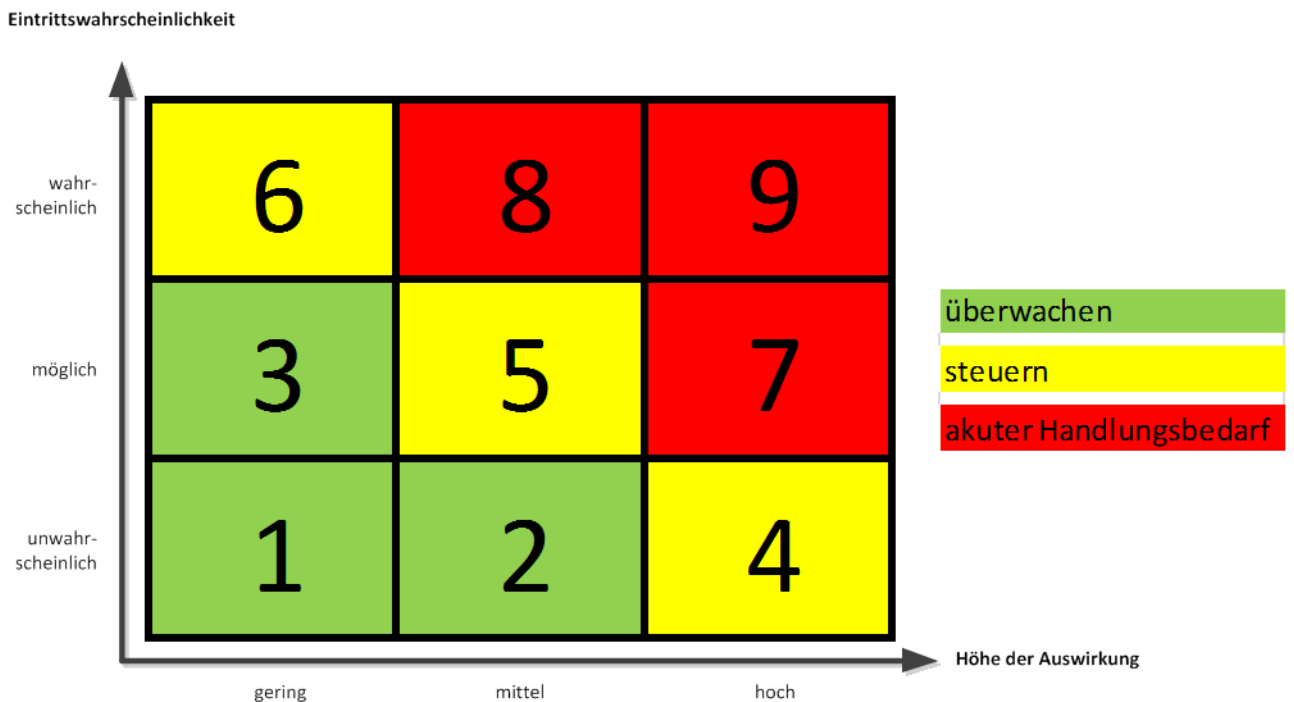 Eintrittswahrscheinlichkeit
wahr-
scheinlich
6 8 9
möglich
3 5 7
unwahr-
scheinlich
1 2 4
gering mittel hoch
Höhe der Auswirkung
überwachen
steuern
akuter Handlungsbedarf